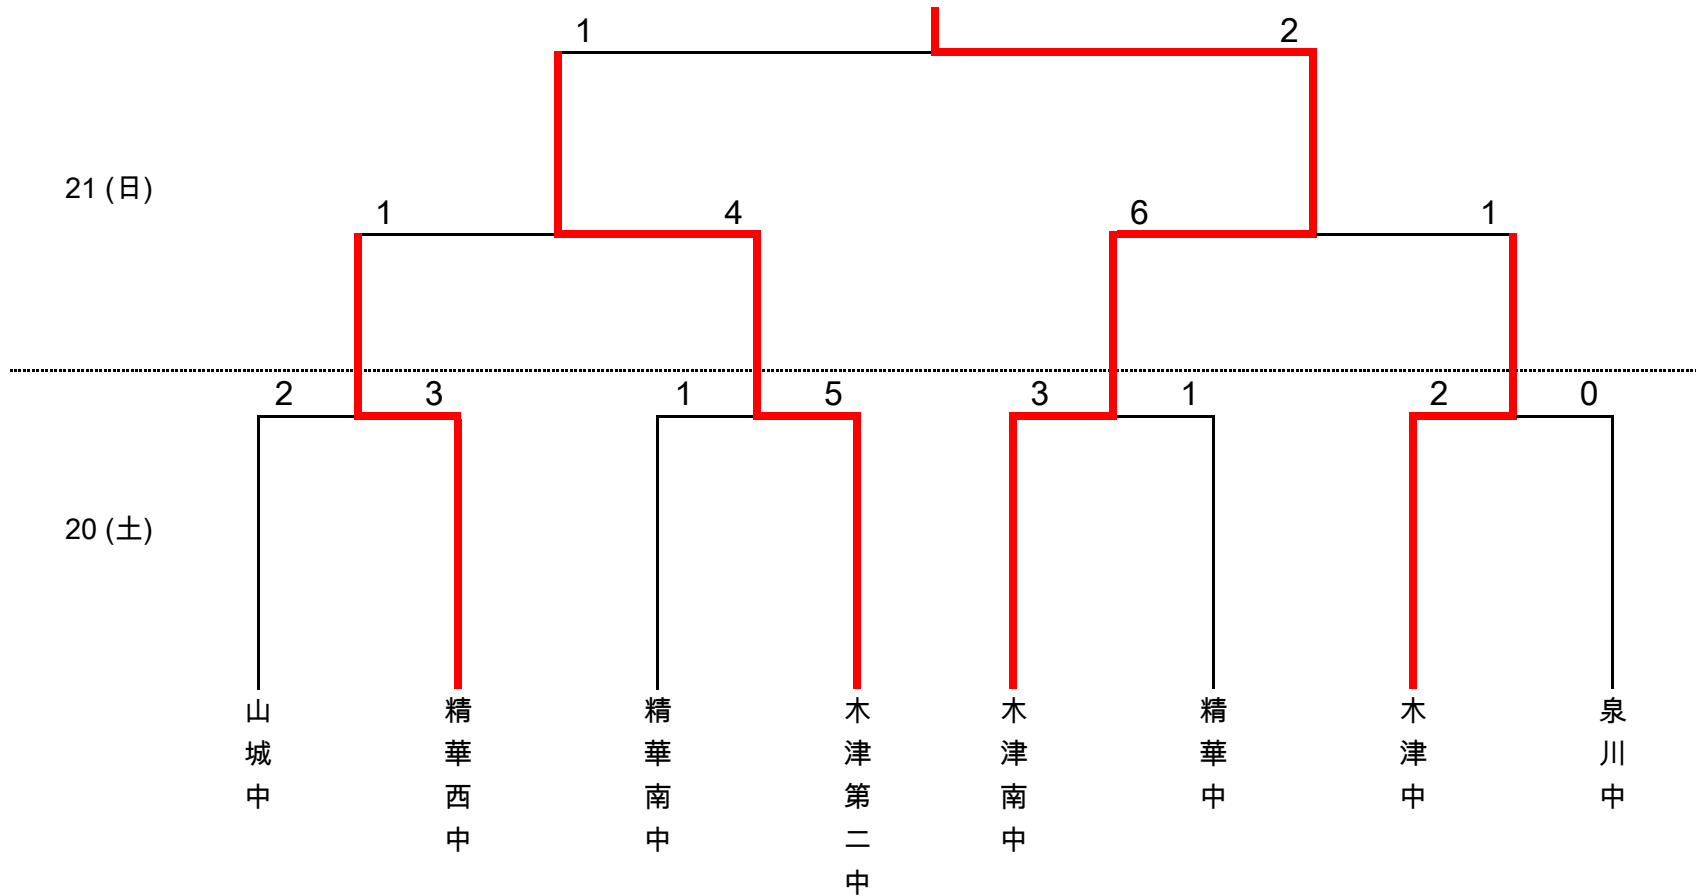 1 2
21 (日)
1 4 6 1
2 3 1 5 3 1 2 0
20 (土)
山城中
精華西中
精華南中
木津第二中
木津南中
精華中
木津中
泉川中